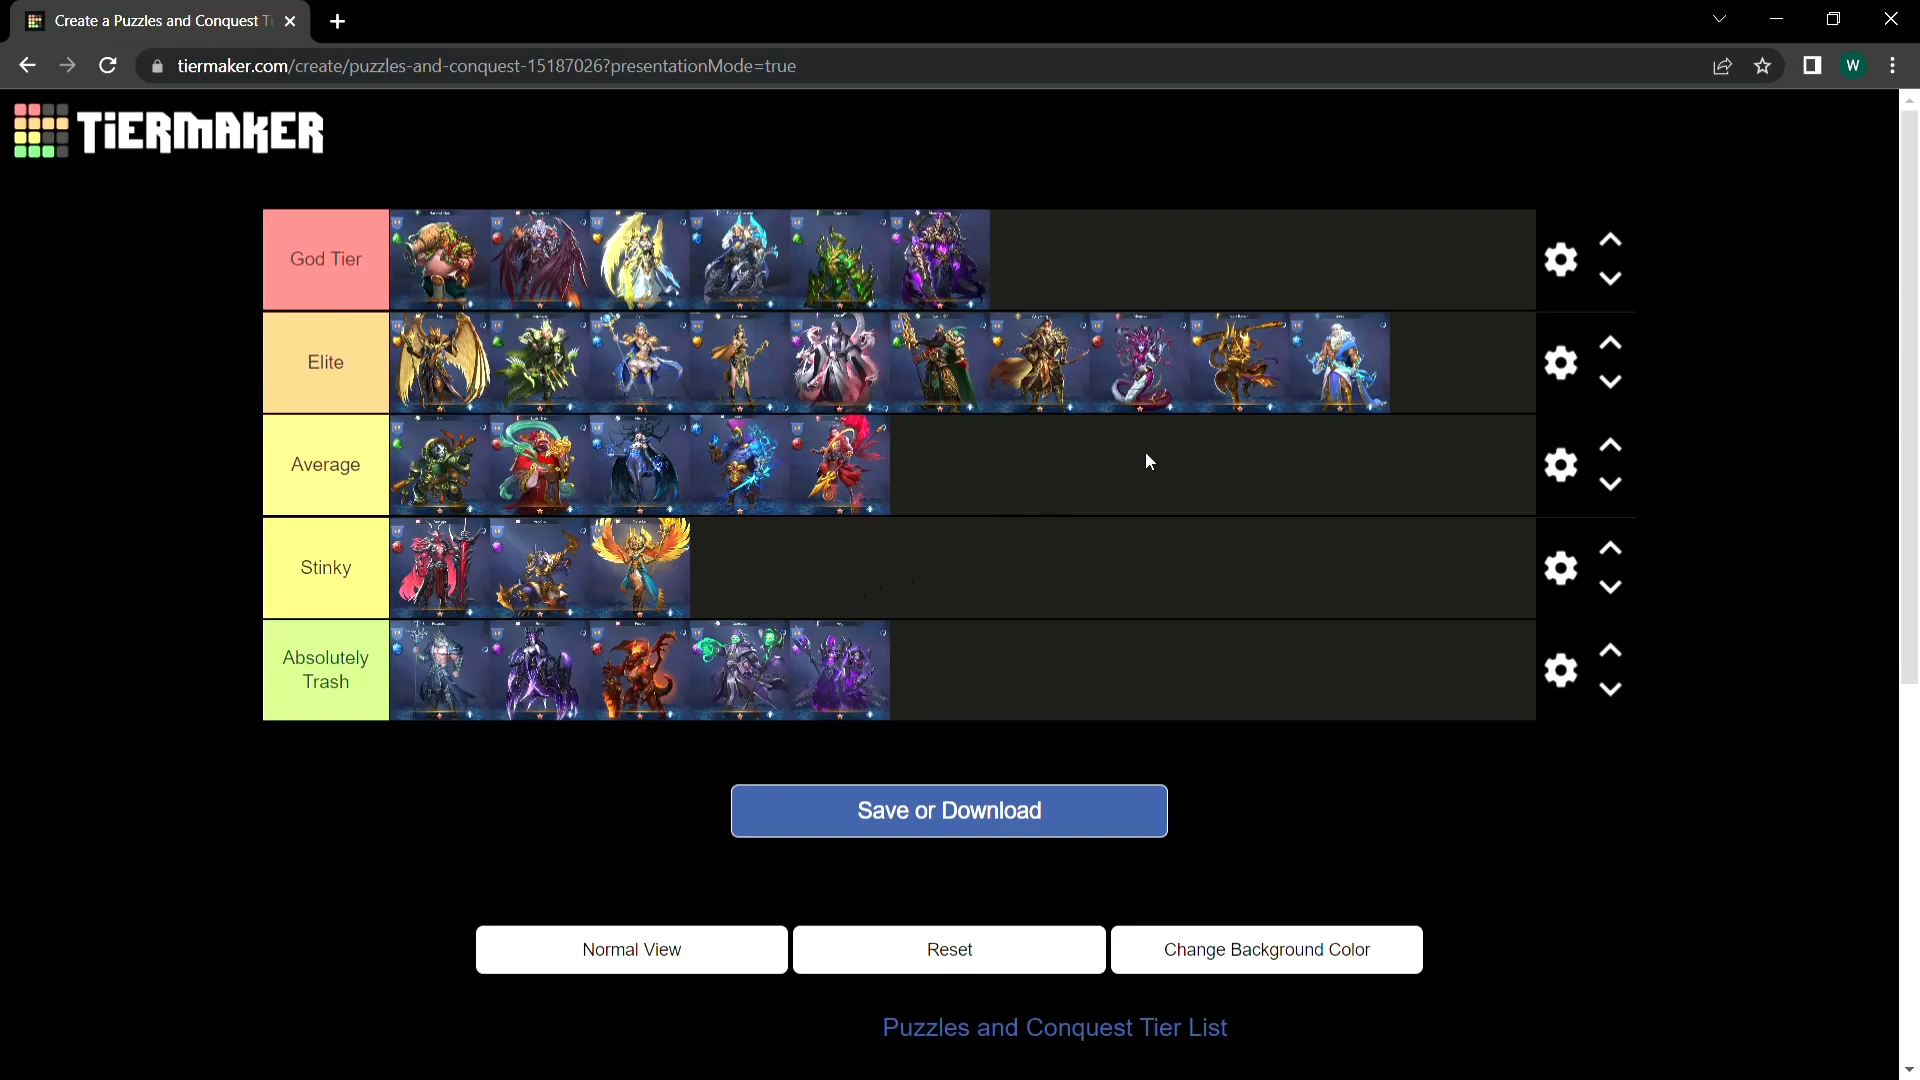 Create a Puzzles and Conquest Ti
tiermaker.com/create/puzzles-and-conquest-15187026?presentationMode=true
W
TiERMAKER
God Tier
Elite
Average
Stinky
Absolutely
Trash
Save or Download
Normal View
Reset
Change Background Color
Puzzles and Conquest Tier List